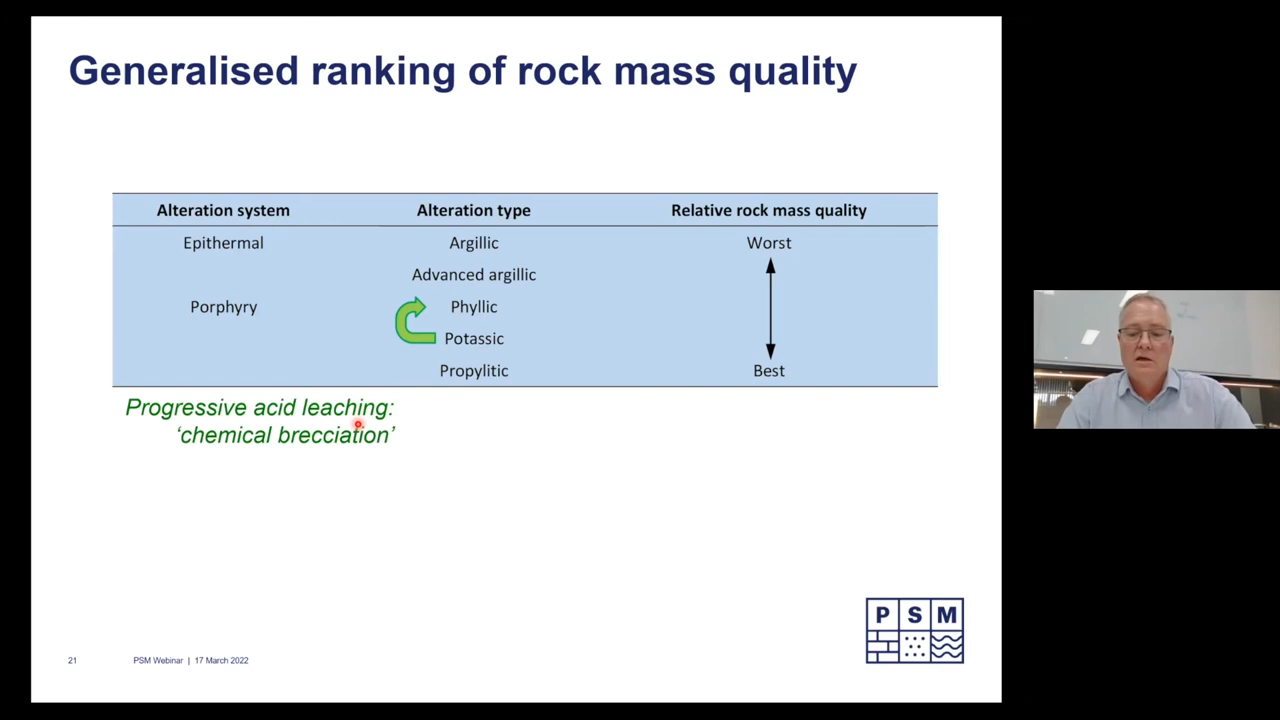 Generalised ranking of rock mass quality
Alteration system Alteration type Relative rock mass quality
Epithermal Argillic Worst
Advanced argillic
Porphyry Phyllic
Potassic
Propylitic Best
Progressive acid leaching:
‘chemical brecciation’
P S M
21 PSM Webinar | 17 March 2022